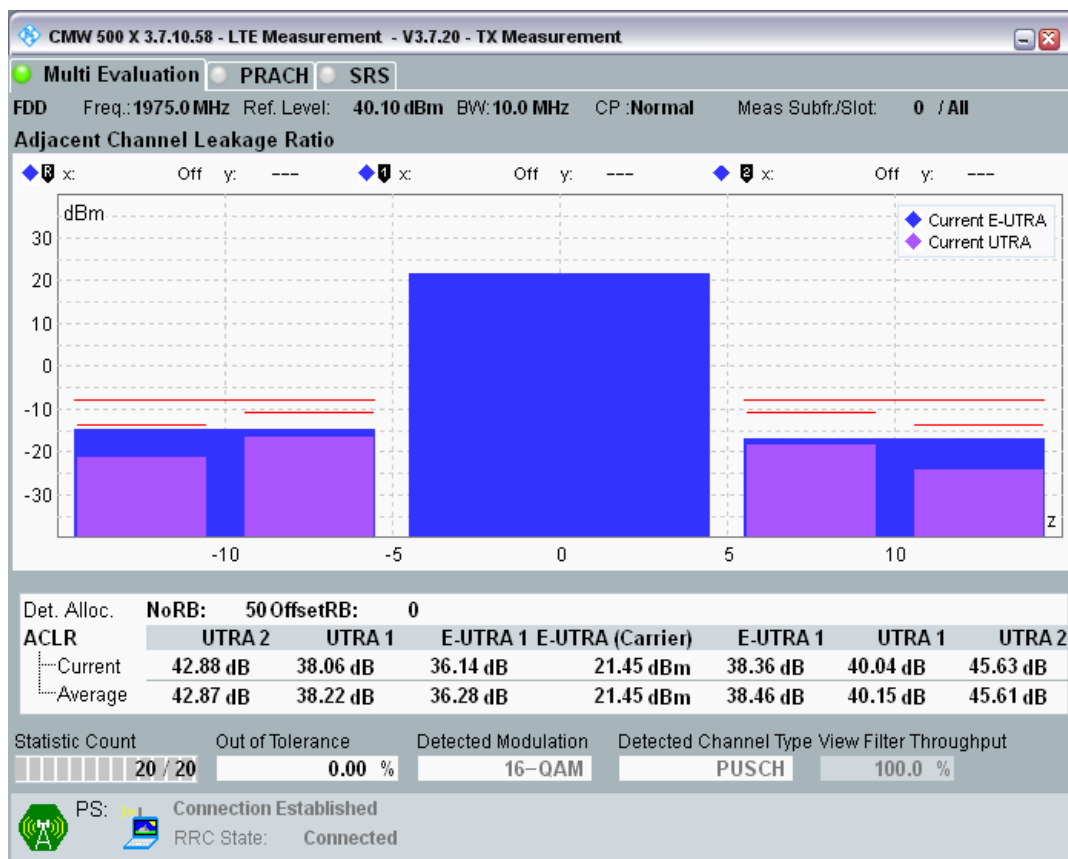 CMW 500 X 3.7.10.58 - LTE Measurement - V3.7.20 - TX Measurement
Multi Evaluation PRACH SRS
FDD Freq.: 1975.0 MHz Ref. Level: 40.10 dBm BW: 10.0 MHz CP :Normal Meas Subfr./Slot: 0 / All
Adjacent Channel Leakage Ratio
R x: Off y: --- 1 x: Off y: --- 2 x: Off y: ---
dBm
Current E-UTRA
Current UTRA
30
20
10
0
-10
-20
-30
z
-10 -5 0 5 10
Det. Alloc. NoRB: 50 OffsetRB: 0
ACLR UTRA 2 UTRA 1 E-UTRA 1 E-UTRA (Carrier) E-UTRA 1 UTRA 1 UTRA 2
Current 42.88 dB 38.06 dB 36.14 dB 21.45 dBm 38.36 dB 40.04 dB 45.63 dB
Average 42.87 dB 38.22 dB 36.28 dB 21.45 dBm 38.46 dB 40.15 dB 45.61 dB
Statistic Count Out of Tolerance Detected Modulation Detected Channel Type View Filter Throughput
20 / 20 0.00 % 16-QAM PUSCH 100.0 %
PS: Connection Established
RRC State: Connected